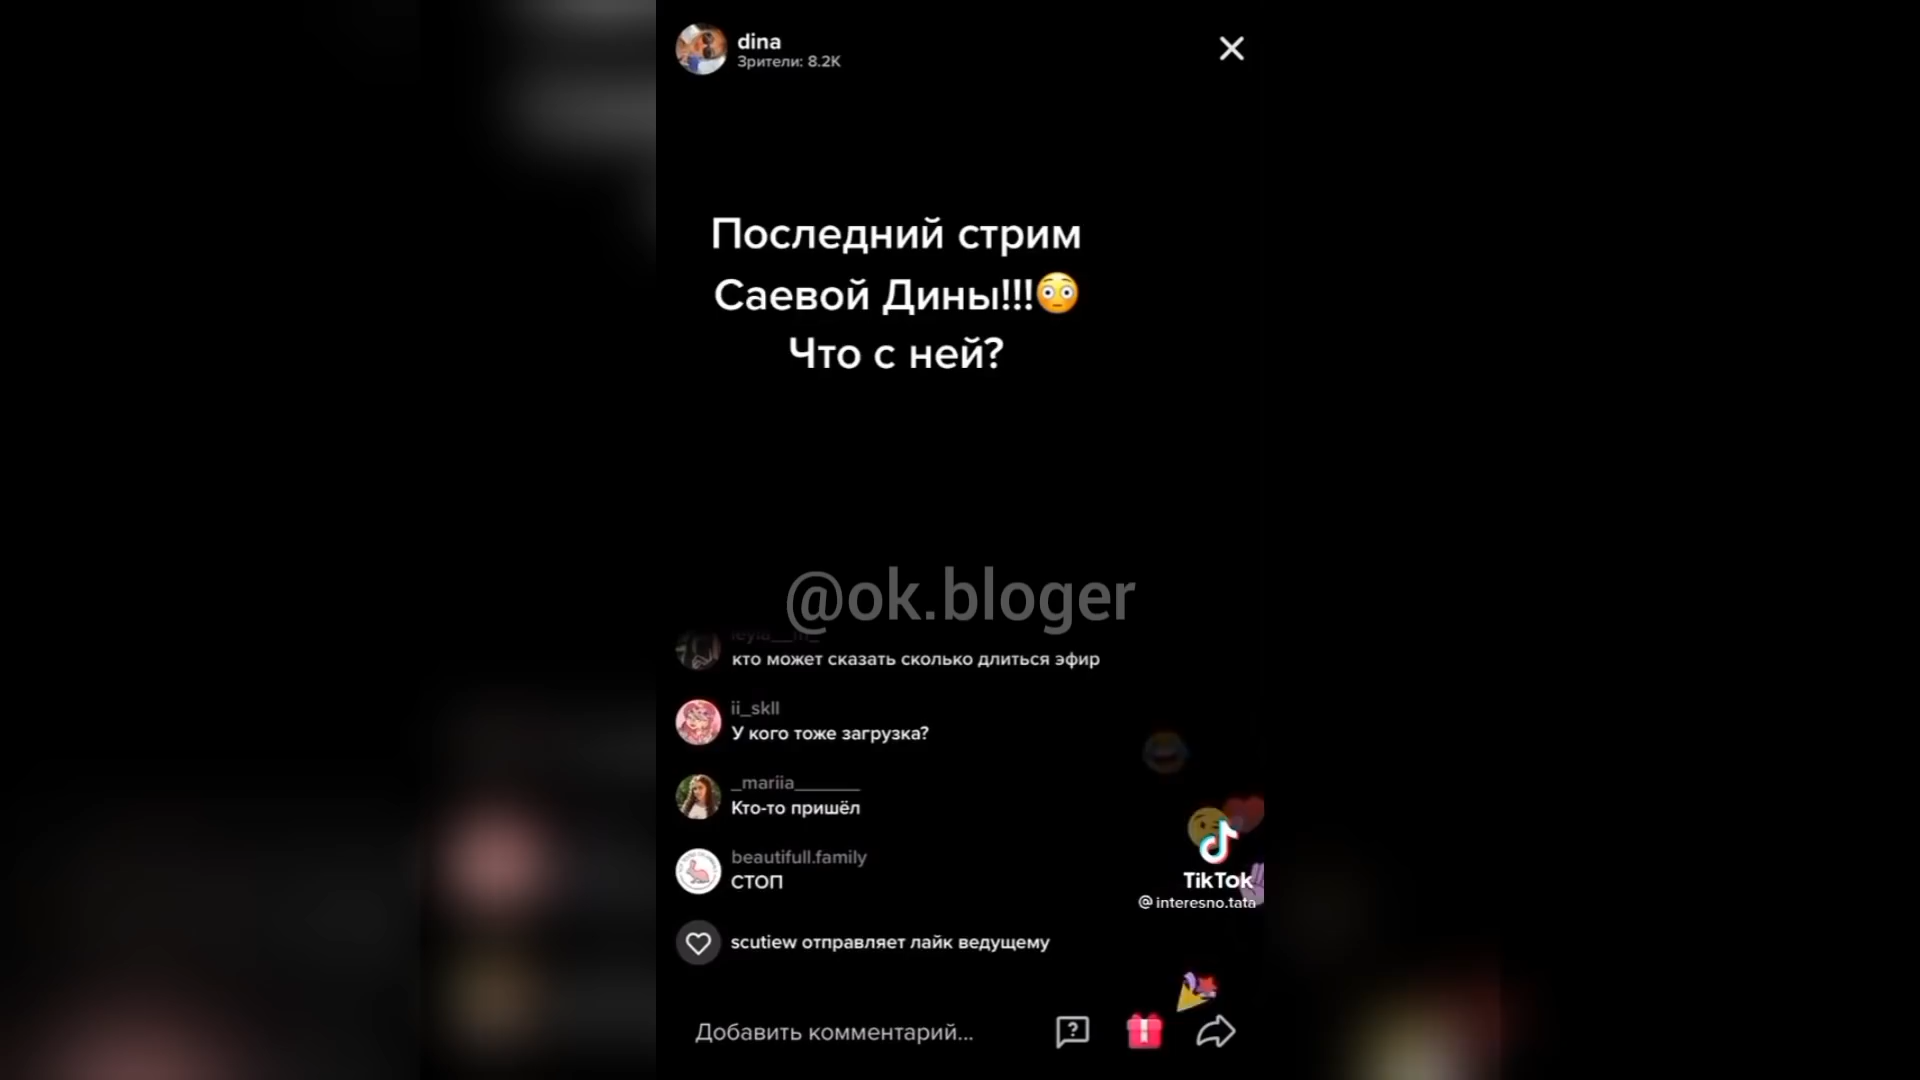 dina
Зрители: 8.2K
Последний стрим
Саевой Дины!!!😳
Что с ней?
@ok.bloger
кто может сказать сколько длиться эфир
ii_skll
У кого тоже загрузка?
_mariia_______
Кто-то пришёл
beautifull.family
СТОП
TikTok
@interesno.tata
scutiew отправляет лайк ведущему
Добавить комментарий...